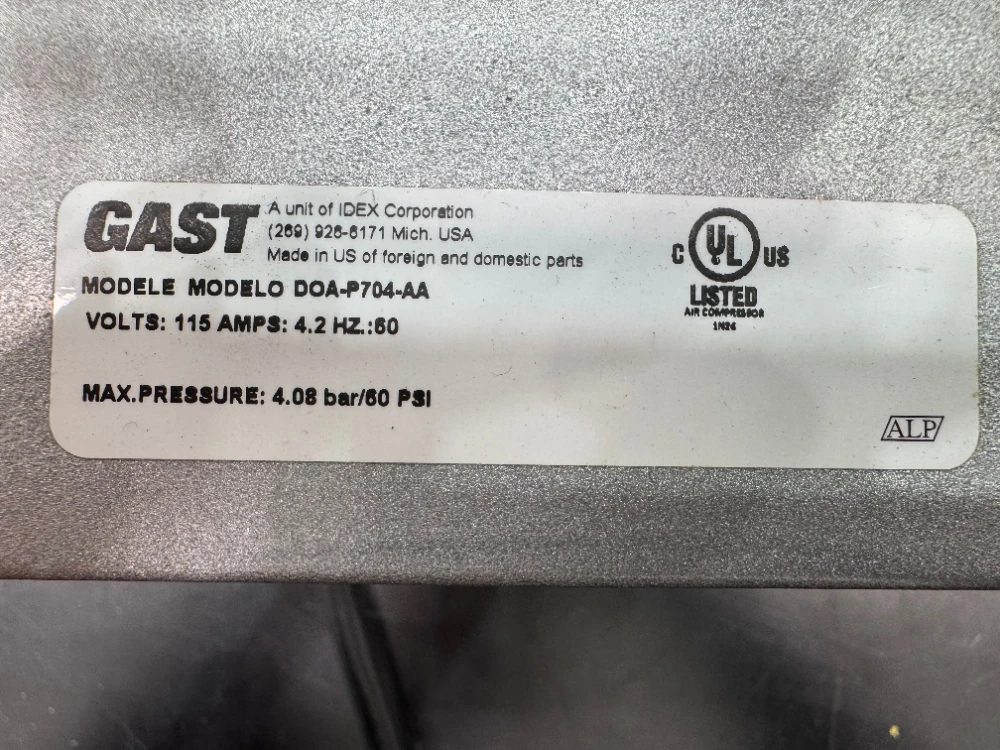 GAST
A unit of IDEX Corporation
(269) 926-6171 Mich. USA
Made in US of foreign and domestic parts
MODELE MODELO DOA-P704-AA
VOLTS: 115 AMPS: 4.2 HZ.:60
MAX.PRESSURE: 4.08 bar/60 PSI
C UL US
LISTED
AIR COMPRESSOR
1N26
ALP